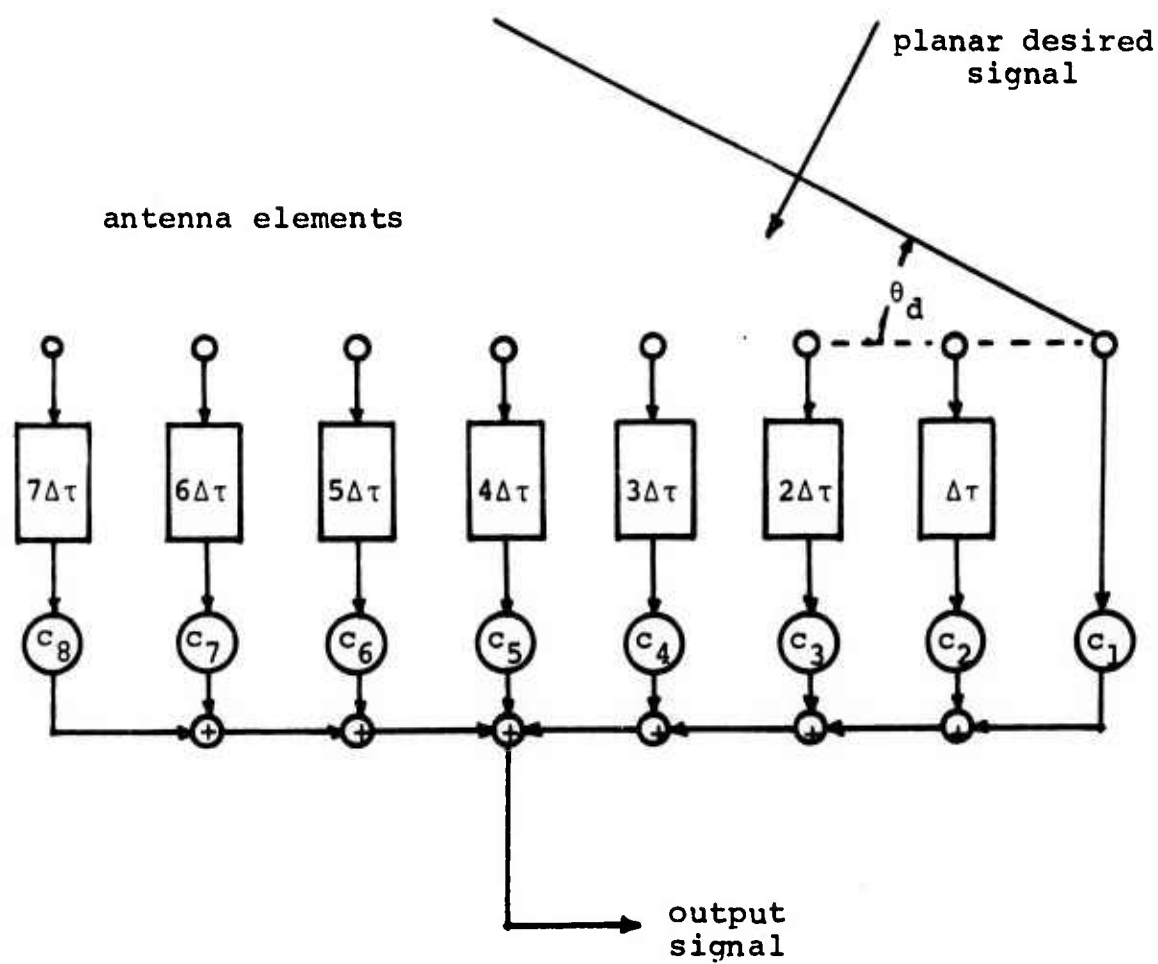 planar desired
signal
antenna elements
θd
7Δτ
6Δτ
5Δτ
4Δτ
3Δτ
2Δτ
Δτ
c8
c7
c6
c5
c4
c3
c2
c1
+
+
+
+
+
+
output
signal